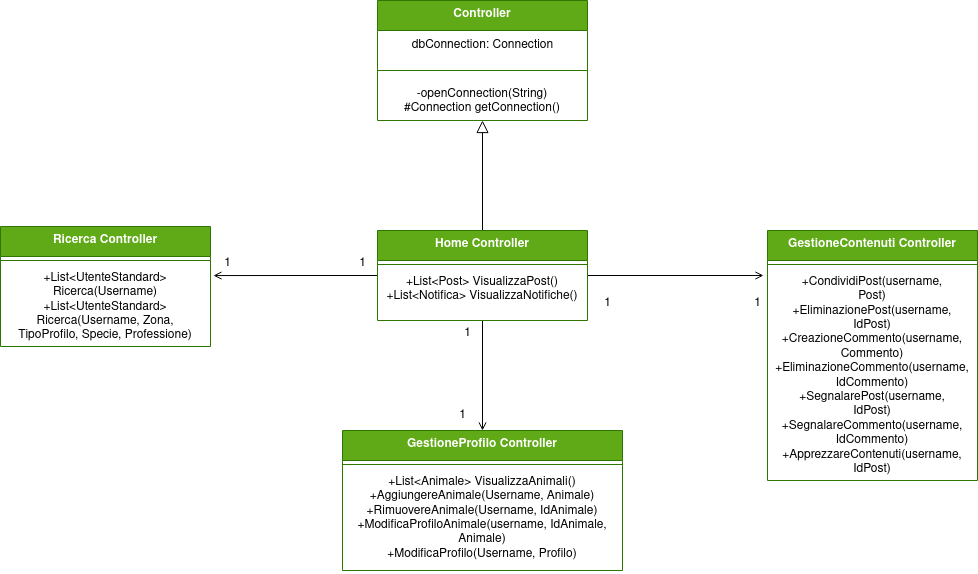 Controller
dbConnection: Connection
-openConnection(String)
#Connection getConnection()
Ricerca Controller
+List<UtenteStandard>
Ricerca(Username)
+List<UtenteStandard>
Ricerca(Username, Zona,
TipoProfilo, Specie, Professione)
1
1
Home Controller
+List<Post> VisualizzaPost()
+List<Notifica> VisualizzaNotifiche()
1
1
1
1
GestioneContenuti Controller
+CondividiPost(username,
Post)
+EliminazionePost(username,
IdPost)
+CreazioneCommento(username,
Commento)
+EliminazioneCommento(username,
IdCommento)
+SegnalarePost(username,
IdPost)
+SegnalareCommento(username,
IdCommento)
+ApprezzareContenuti(username,
IdPost)
GestioneProfilo Controller
+List<Animale> VisualizzaAnimali()
+AggiungereAnimale(Username, Animale)
+RimuovereAnimale(Username, IdAnimale)
+ModificaProfiloAnimale(username, IdAnimale,
Animale)
+ModificaProfilo(Username, Profilo)